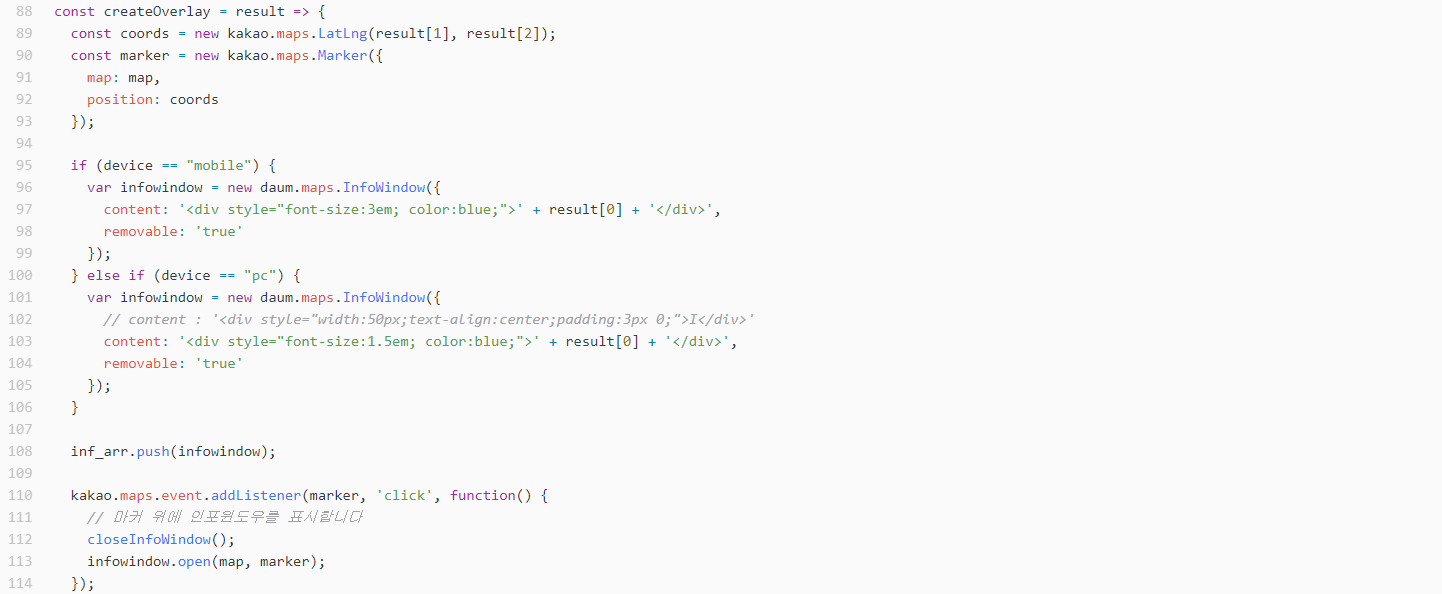 88 const createOverlay = result => {
89   const coords = new kakao.maps.LatLng(result[1], result[2]);
90   const marker = new kakao.maps.Marker({
91     map: map,
92     position: coords
93   });
94
95   if (device == "mobile") {
96     var infowindow = new daum.maps.InfoWindow({
97       content: '<div style="font-size:3em; color:blue;">' + result[0] + '</div>',
98       removable: 'true'
99     });
100   } else if (device == "pc") {
101     var infowindow = new daum.maps.InfoWindow({
102       // content : '<div style="width:50px;text-align:center;padding:3px 0;">I</div>'
103       content: '<div style="font-size:1.5em; color:blue;">' + result[0] + '</div>',
104       removable: 'true'
105     });
106   }
107
108   inf_arr.push(infowindow);
109
110   kakao.maps.event.addListener(marker, 'click', function() {
111     // 마커 위에 인포윈도우를 표시합니다
112     closeInfoWindow();
113     infowindow.open(map, marker);
114   });